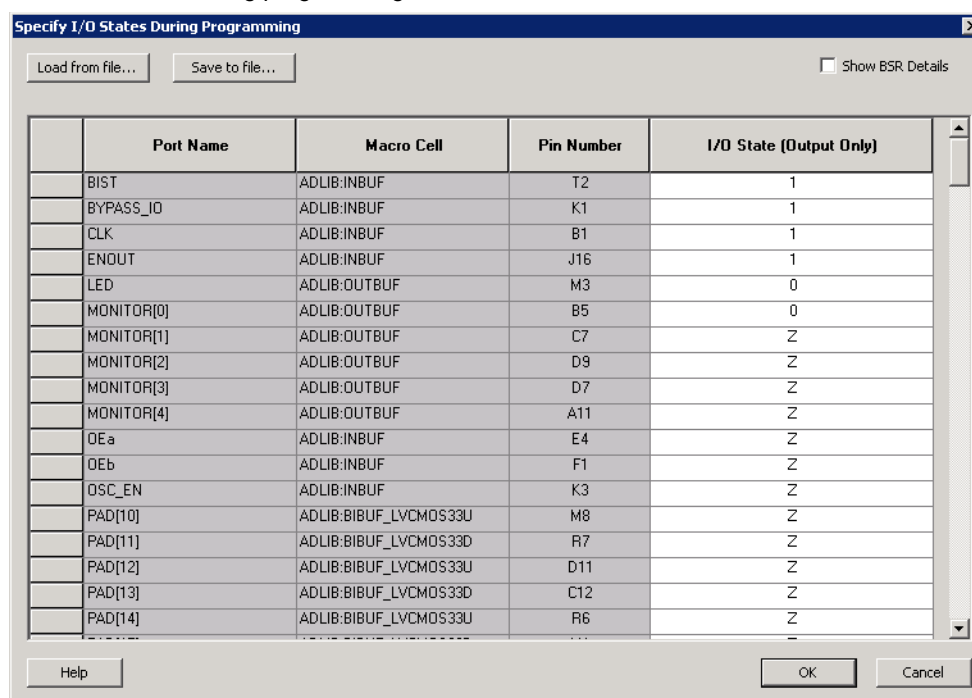 Specify I/O States During Programming
Load from file... Save to file... Show BSR Details
Port Name Macro Cell Pin Number I/O State (Output Only)
BIST ADLIB:INBUF T2 1
BYPASS_IO ADLIB:INBUF K1 1
CLK ADLIB:INBUF B1 1
ENOUT ADLIB:INBUF J16 1
LED ADLIB:OUTBUF M3 0
MONITOR[0] ADLIB:OUTBUF B5 0
MONITOR[1] ADLIB:OUTBUF C7 Z
MONITOR[2] ADLIB:OUTBUF D9 Z
MONITOR[3] ADLIB:OUTBUF D7 Z
MONITOR[4] ADLIB:OUTBUF A11 Z
OEa ADLIB:INBUF E4 Z
OEb ADLIB:INBUF F1 Z
OSC_EN ADLIB:INBUF K3 Z
PAD[10] ADLIB:BIBUF_LVCMOS33U M8 Z
PAD[11] ADLIB:BIBUF_LVCMOS33D R7 Z
PAD[12] ADLIB:BIBUF_LVCMOS33U D11 Z
PAD[13] ADLIB:BIBUF_LVCMOS33D C12 Z
PAD[14] ADLIB:BIBUF_LVCMOS33U R6 Z
Help OK Cancel